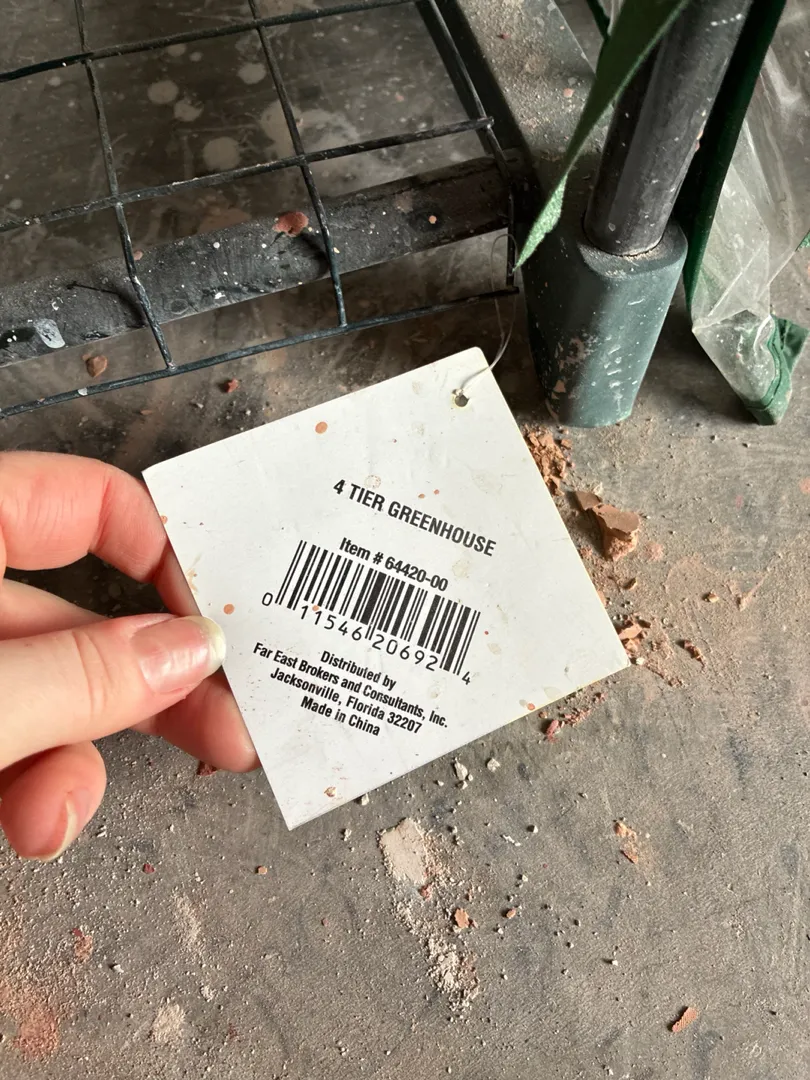 4 TIER GREENHOUSE
Item # 64420-00
0 11546 20692 4
Distributed by
Far East Brokers and Consultants, Inc.
Jacksonville, Florida 32207
Made in China